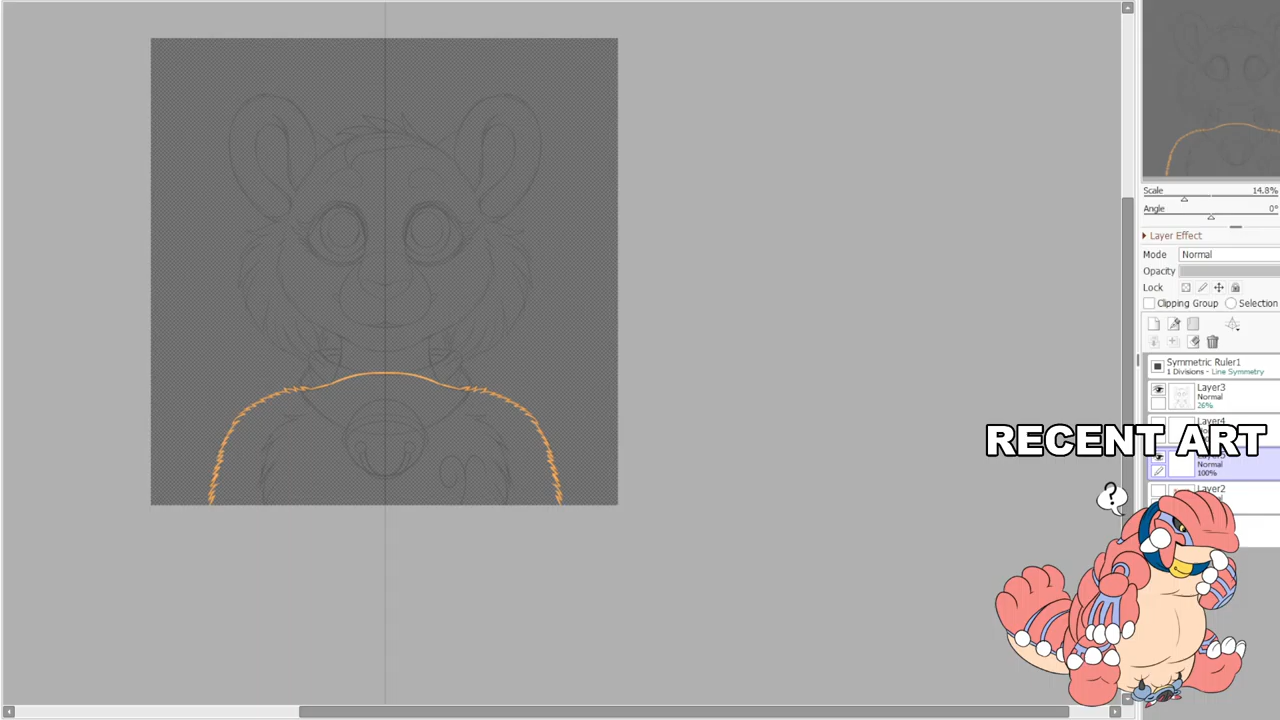 Scale 14.8%
Angle 0°
Layer Effect
Mode Normal
Opacity
Lock
Clipping Group Selection
Symmetric Ruler1
1 Divisions - Line Symmetry
Layer3
Normal
26%
Layer4
RECENT ART
Normal
100%
Layer2
?